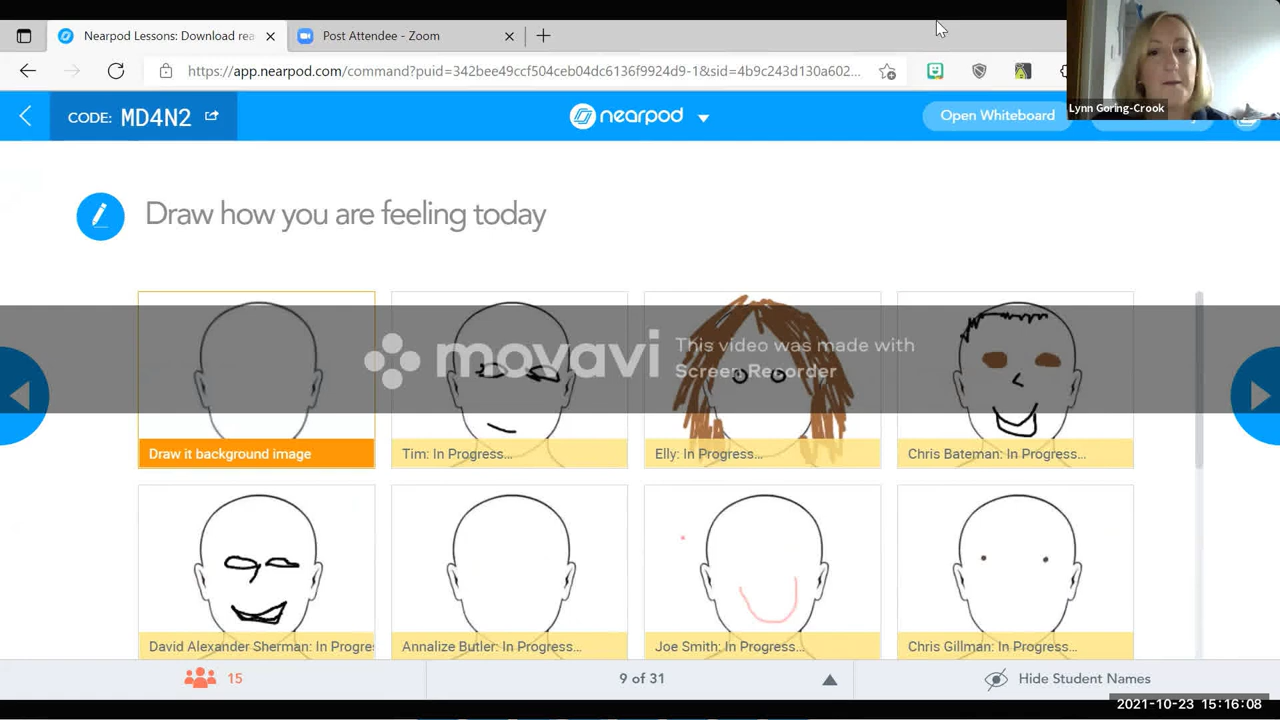 Nearpod Lessons: Download rea
Post Attendee - Zoom
https://app.nearpod.com/command?puid=342bee49ccf504ceb04dc6136f9924d9-1&sid=4b9c243d130a602...
Lynn Goring-Crook
CODE: MD4N2
nearpod
Open Whiteboard
Draw how you are feeling today
movavi
This video was made with
Screen Recorder
Draw it background image
Tim: In Progress...
Elly: In Progress...
Chris Bateman: In Progress...
David Alexander Sherman: In Progre
Annalize Butler: In Progress...
Joe Smith: In Progress...
Chris Gillman: In Progress...
15
9 of 31
Hide Student Names
2021-10-23 15:16:08